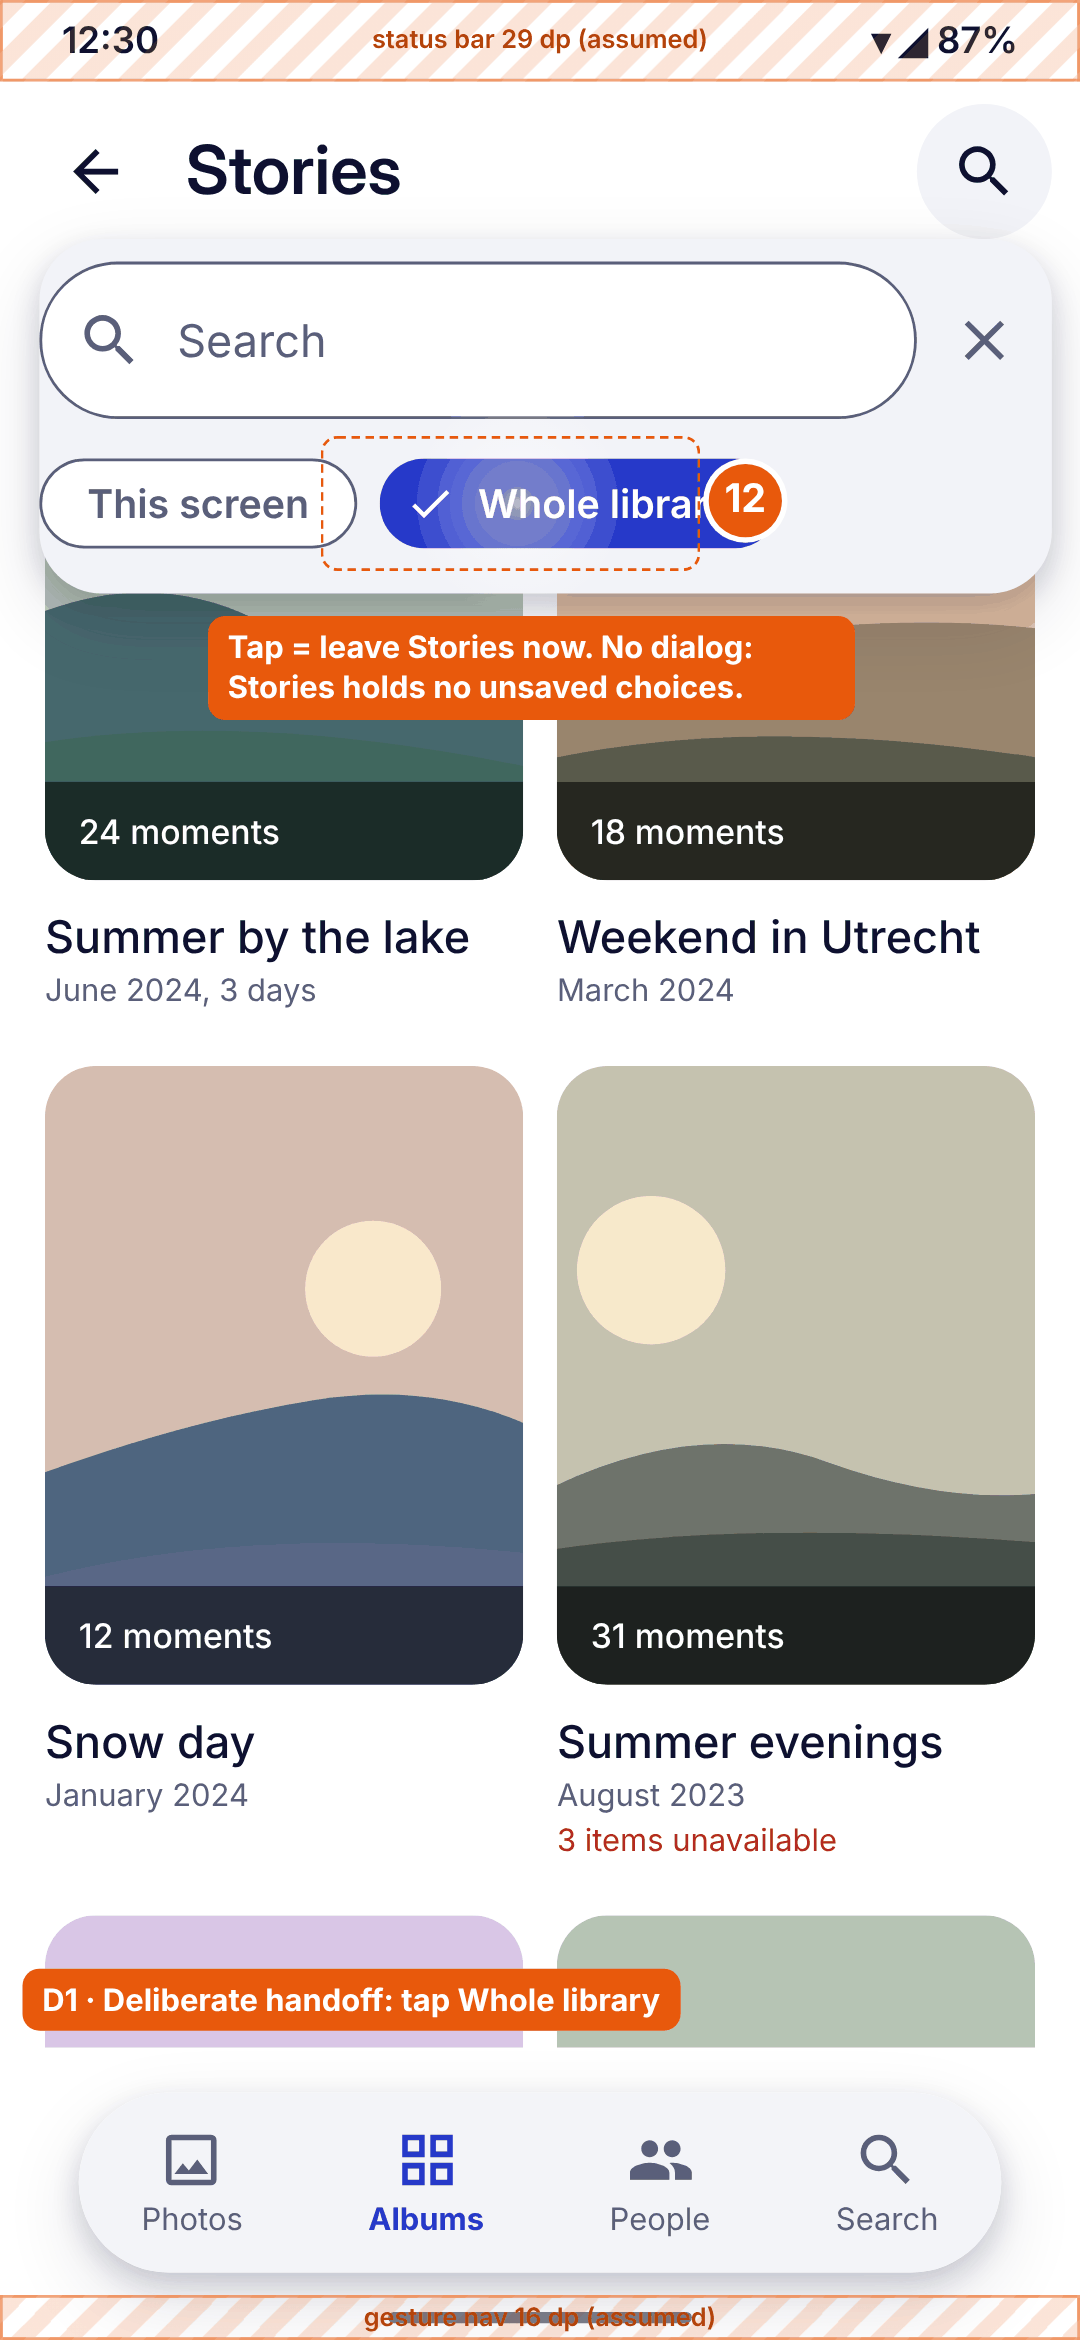 12:30
status bar 29 dp (assumed)
87%
Stories
Search
This screen
Whole librar
12
Tap = leave Stories now. No dialog:
Stories holds no unsaved choices.
24 moments
18 moments
Summer by the lake
Weekend in Utrecht
June 2024, 3 days
March 2024
12 moments
31 moments
Snow day
Summer evenings
January 2024
August 2023
3 items unavailable
D1 · Deliberate handoff: tap Whole library
Photos
Albums
People
Search
gesture nav 16 dp (assumed)